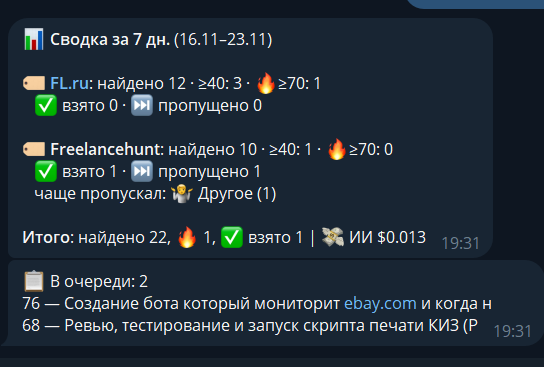 📊 Сводка за 7 дн. (16.11–23.11)
🏷 FL.ru: найдено 12 · ≥40: 3 · 🔥≥70: 1
✅ взято 0 · ⏭ пропущено 0
🏷 Freelancehunt: найдено 10 · ≥40: 1 · 🔥≥70: 0
✅ взято 1 · ⏭ пропущено 1
чаще пропускал: 🤷 Другое (1)
Итого: найдено 22, 🔥 1, ✅ взято 1 | 💸 ИИ $0.013
19:31
📋 В очереди: 2
76 — Создание бота который мониторит ebay.com и когда н
68 — Ревью, тестирование и запуск скрипта печати КИЗ (Р
19:31